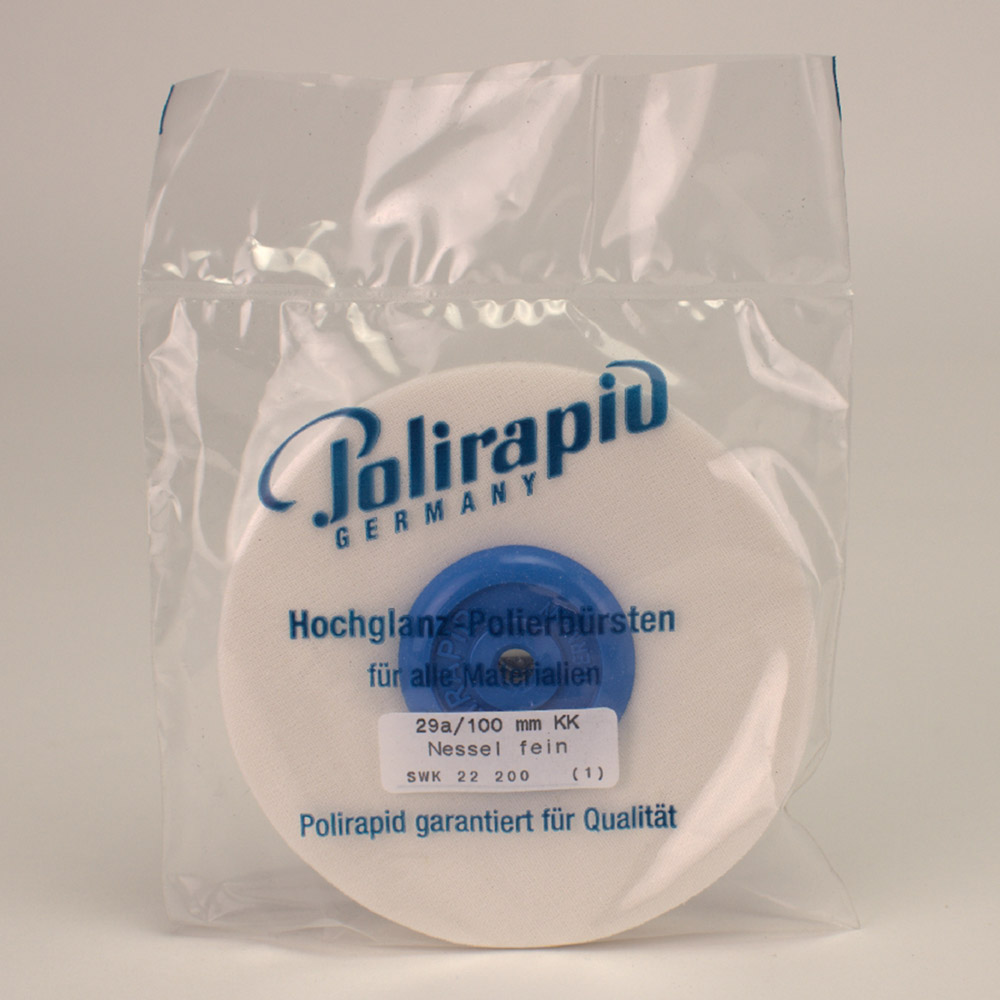 Polirapid
GERMANY
Hochglanz-Polierbürsten
für alle Materialien
29a/100 mm KK
Nessel fein
SWK 22 200 (1)
Polirapid garantiert für Qualität